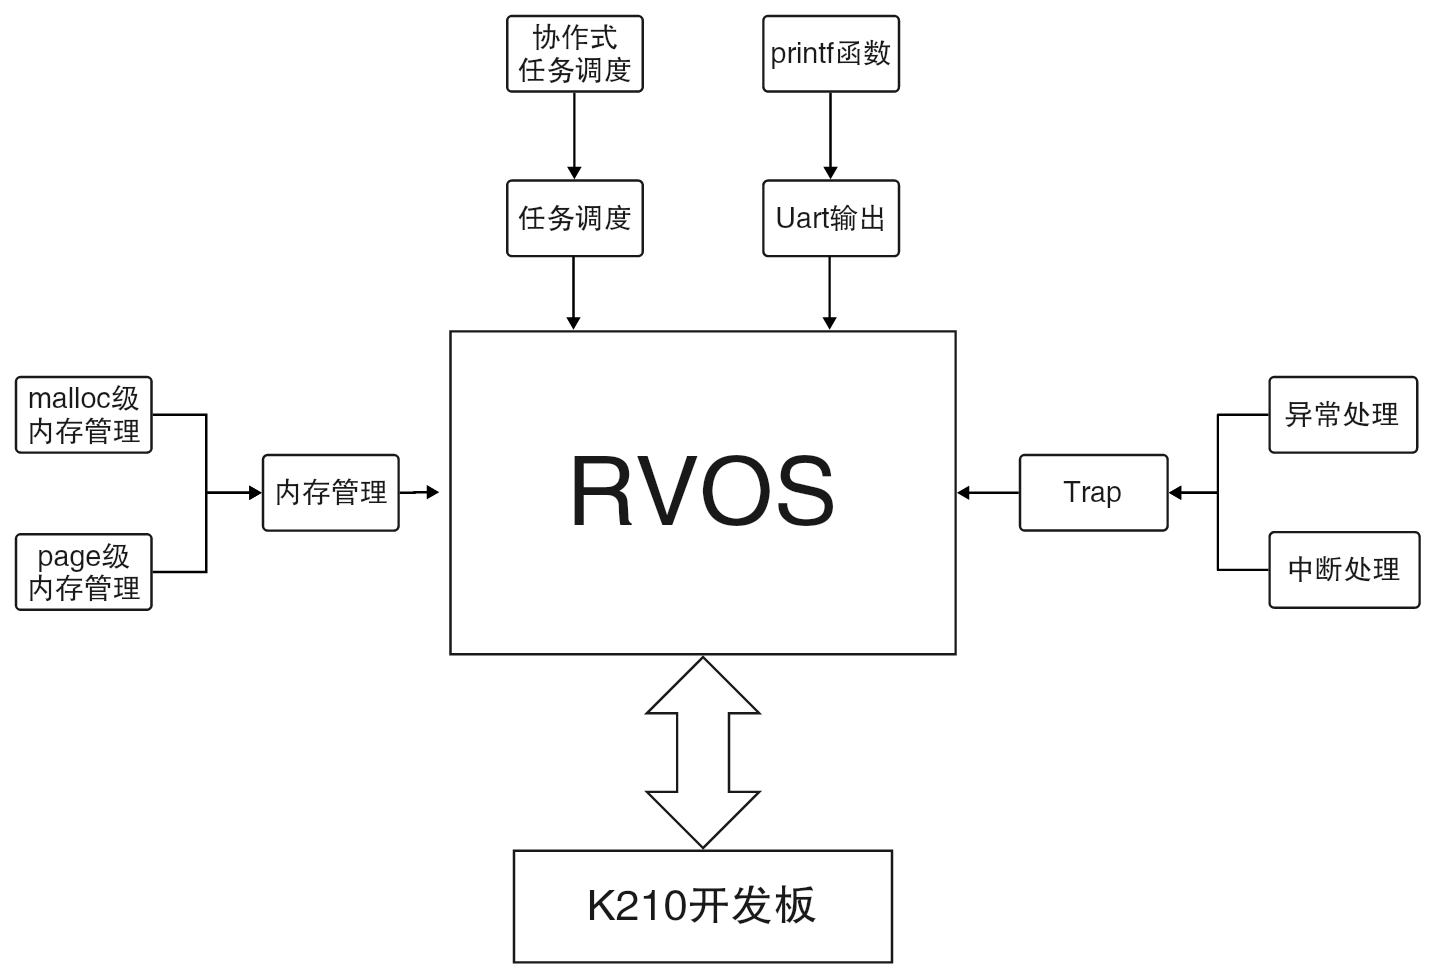 协作式
任务调度
printf函数
任务调度
Uart输出
malloc级
内存管理
page级
内存管理
内存管理
RVOS
Trap
异常处理
中断处理
K210开发板